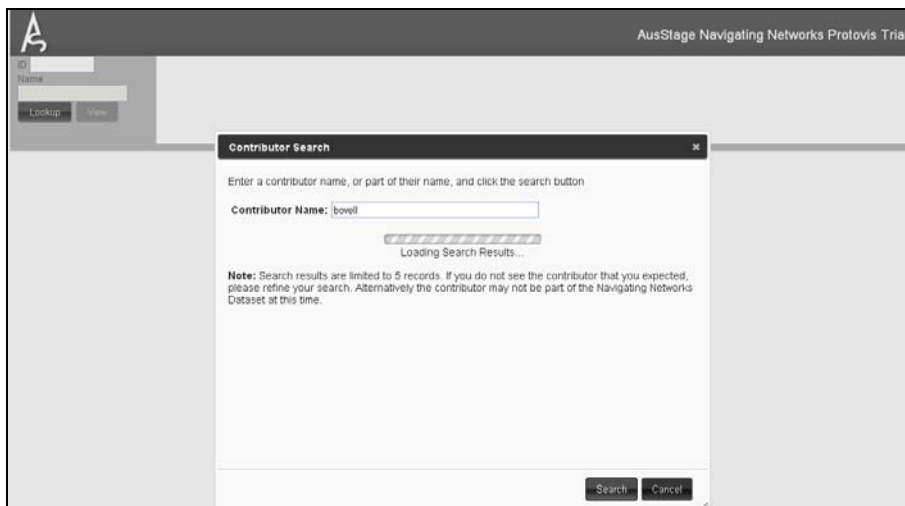 AusStage Navigating Networks Protovis Tria
ID
Name
Lookup View
Contributor Search
Enter a contributor name, or part of their name, and click the search button
Contributor Name: bovell
Loading Search Results...
Note: Search results are limited to 5 records. If you do not see the contributor that you expected,
please refine your search. Alternatively the contributor may not be part of the Navigating Networks
Dataset at this time.
Search Cancel